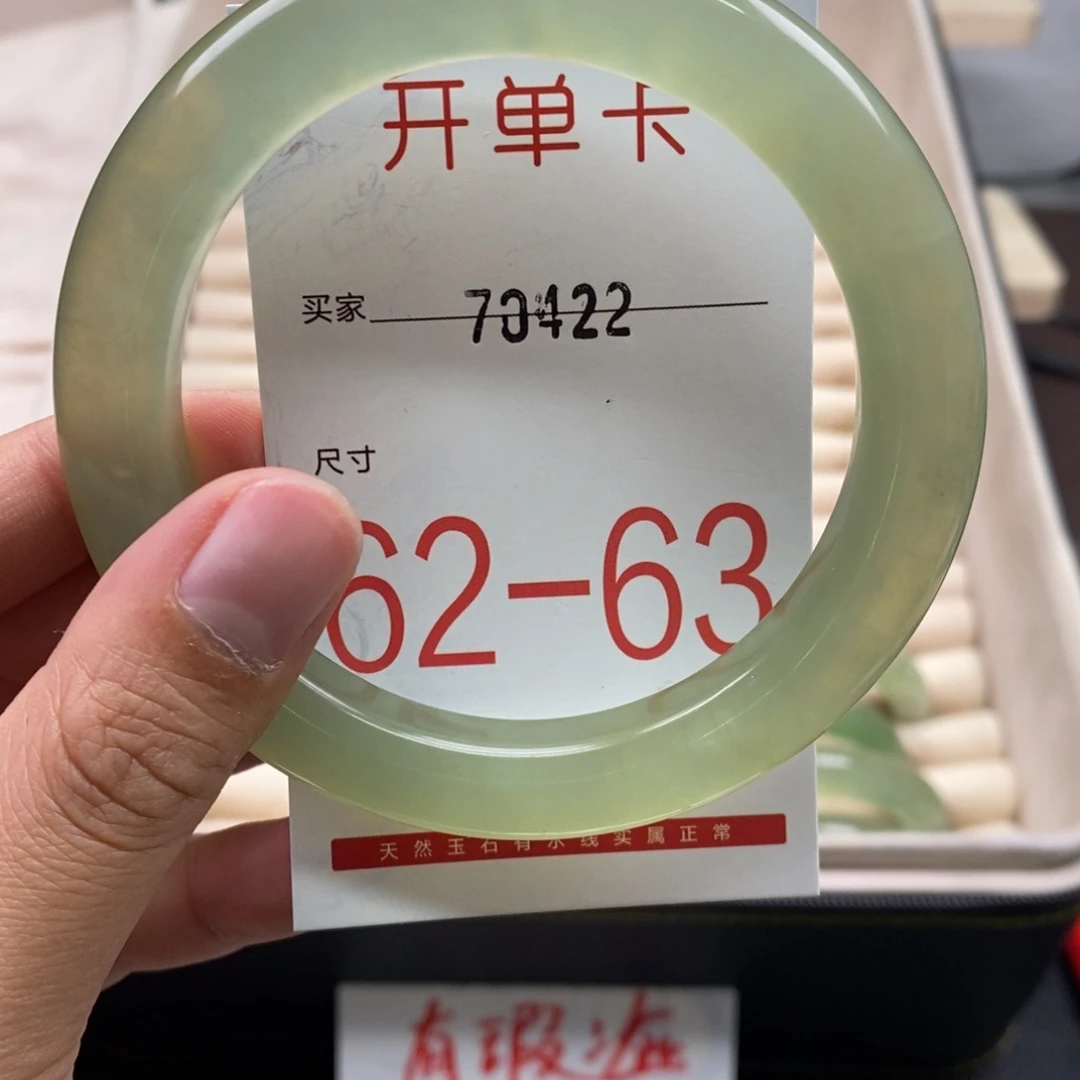 开单卡
买家 70422
尺寸
62-63
天然玉石有水线实属正常
有瑕疵